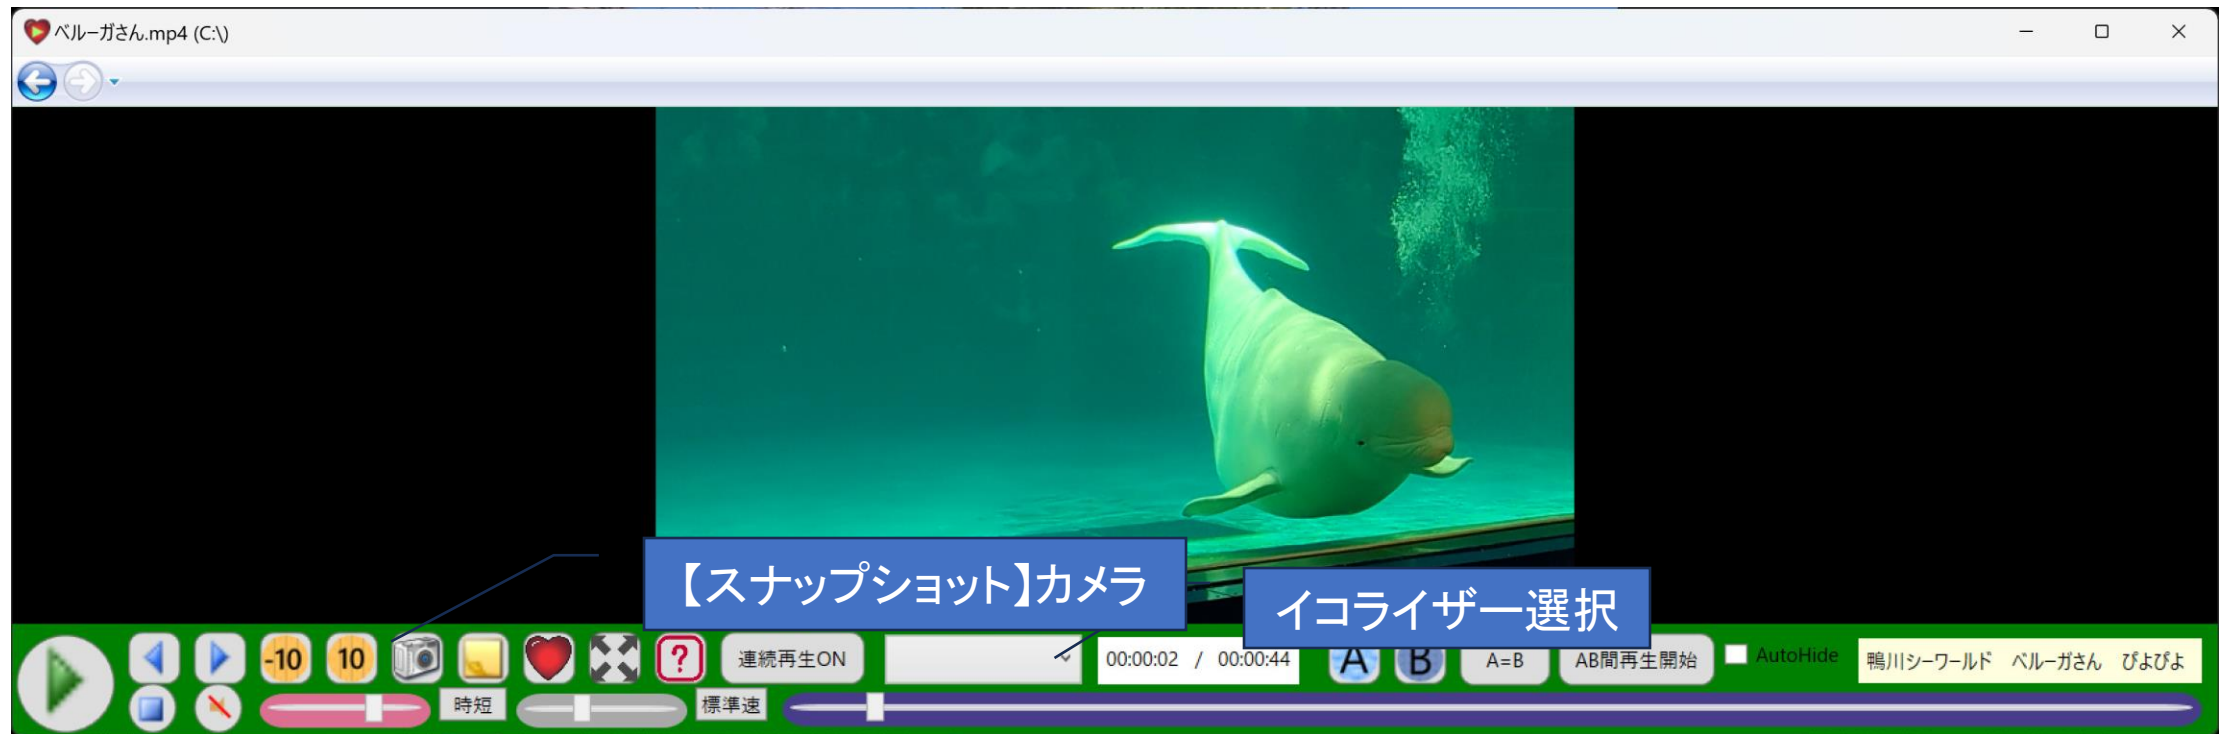 ベルーガさん.mp4 (C:\)
【スナップショット】カメラ
イコライザー選択
-10 10 ? 連続再生ON 00:00:02 / 00:00:44 A B A=B AB間再生開始 AutoHide 鴨川シーワールド ベルーガさん ぴよぴよ
時短 標準速